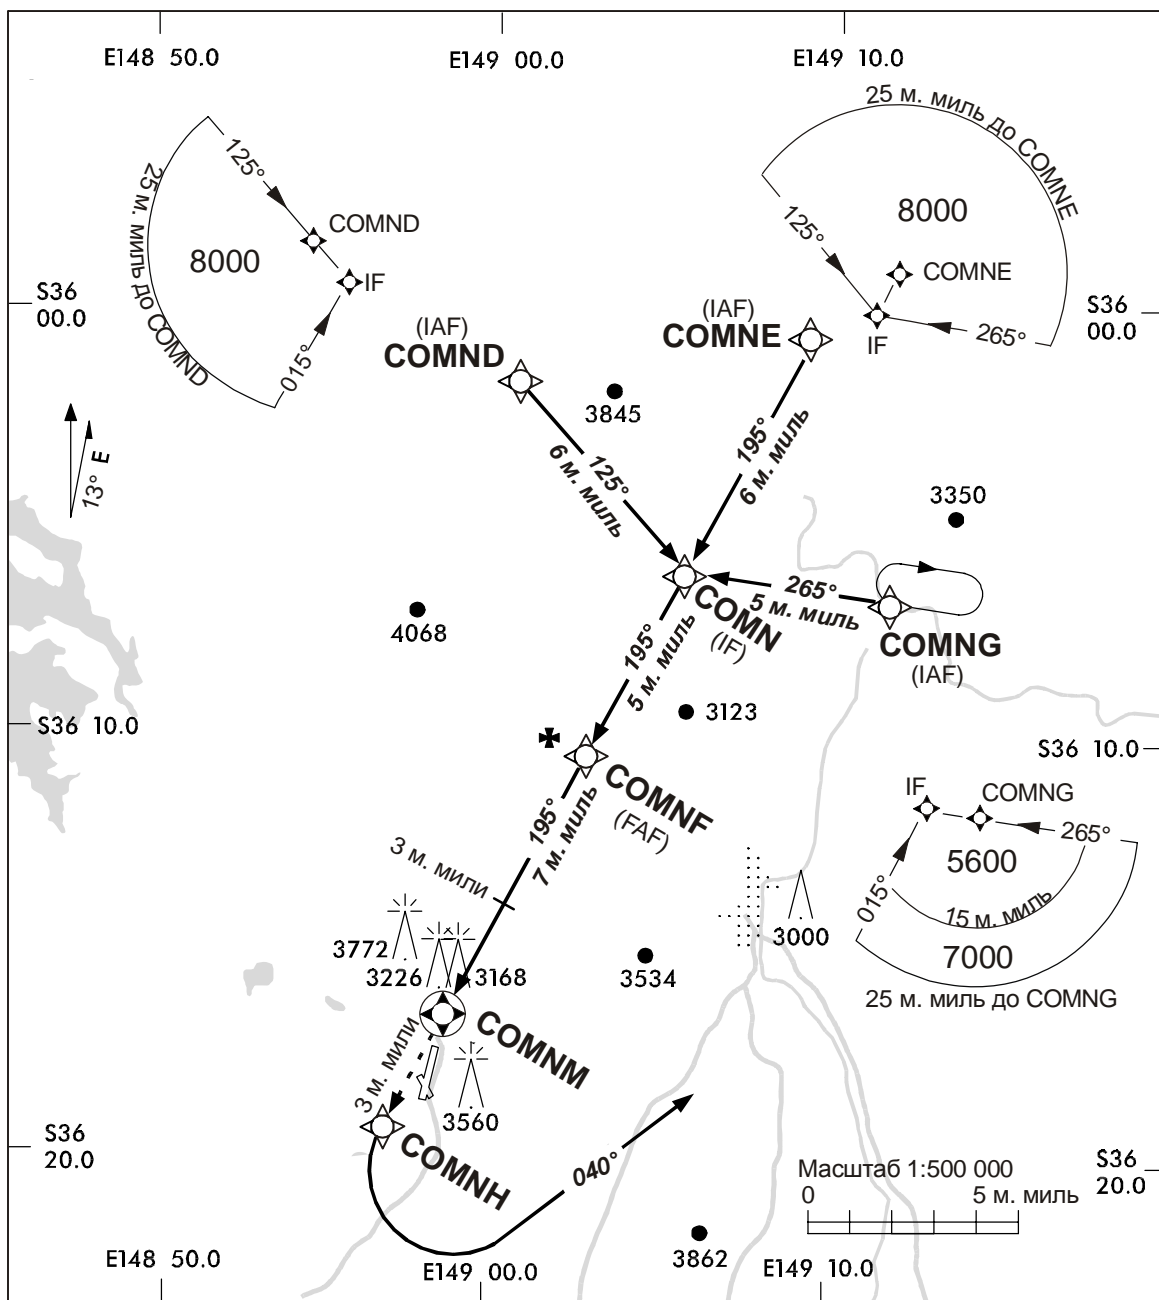 E148 50.0
E149 00.0
E149 10.0
25 м. миль до COMNE
125°
25 м. миль до COMND
COMND
8000
IF
015°
8000
125°
COMNE
IF
265°
S36
00.0
S36
00.0
(IAF)
COMND
(IAF)
COMNE
3845
13° E
125°
6 м. миль
195°
6 м. миль
3350
265°
5 м. миль
COMN
(IF)
4068
COMNG
(IAF)
195°
5 м. миль
3123
S36 10.0
S36 10.0
COMNF
(FAF)
IF
COMNG
265°
5600
015°
15 м. миль
7000
25 м. миль до COMNG
195°
7 м. миль
3 м. мили
3000
3772
3226
3168
3534
COMNM
3 м. мили
3560
COMNH
040°
S36
20.0
S36
20.0
Масштаб 1:500 000
0
5 м. миль
3862
E148 50.0
E149 00.0
E149 10.0